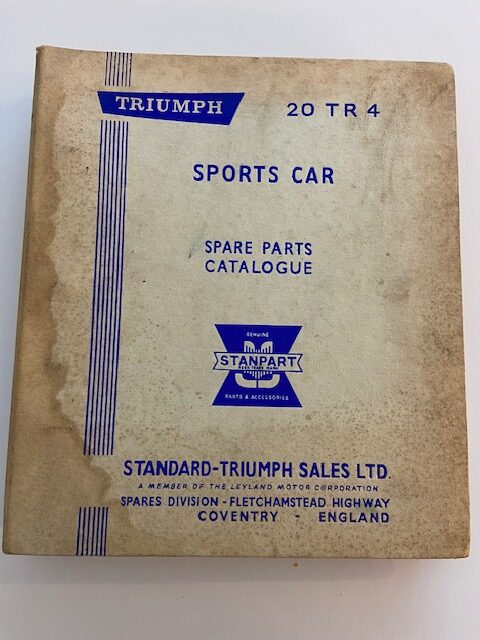 TRIUMPH
20 TR 4
SPORTS CAR
SPARE PARTS
CATALOGUE
GENUINE
STANPART
PARTS & ACCESSORIES
STANDARD-TRIUMPH SALES LTD.
A MEMBER OF THE LEYLAND MOTOR CORPORATION
SPARES DIVISION - FLETCHAMSTEAD HIGHWAY
COVENTRY - ENGLAND